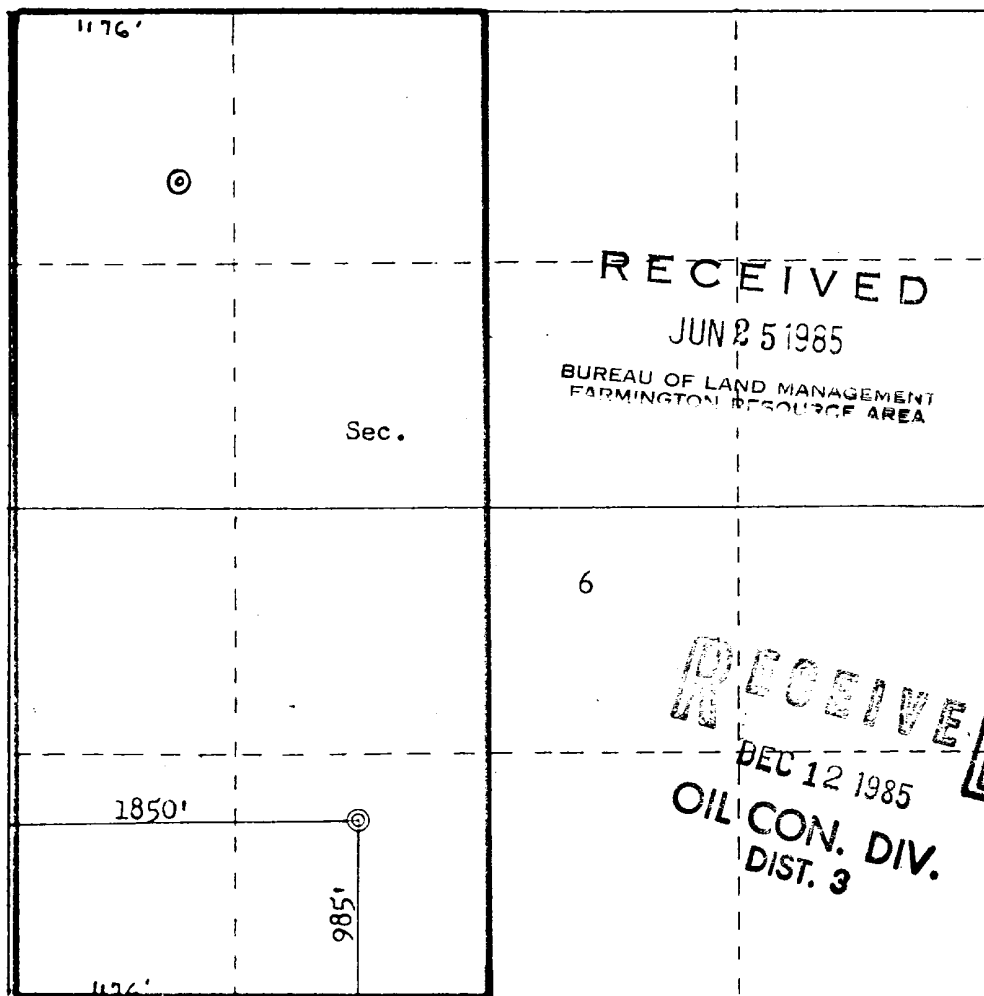 1176'
RECEIVED
JUN 25 1985
BUREAU OF LAND MANAGEMENT
FARMINGTON RESOURCE AREA
Sec.
6
RECEIVED
DEC 12 1985
OIL CON. DIV.
DIST. 3
1850'
985'